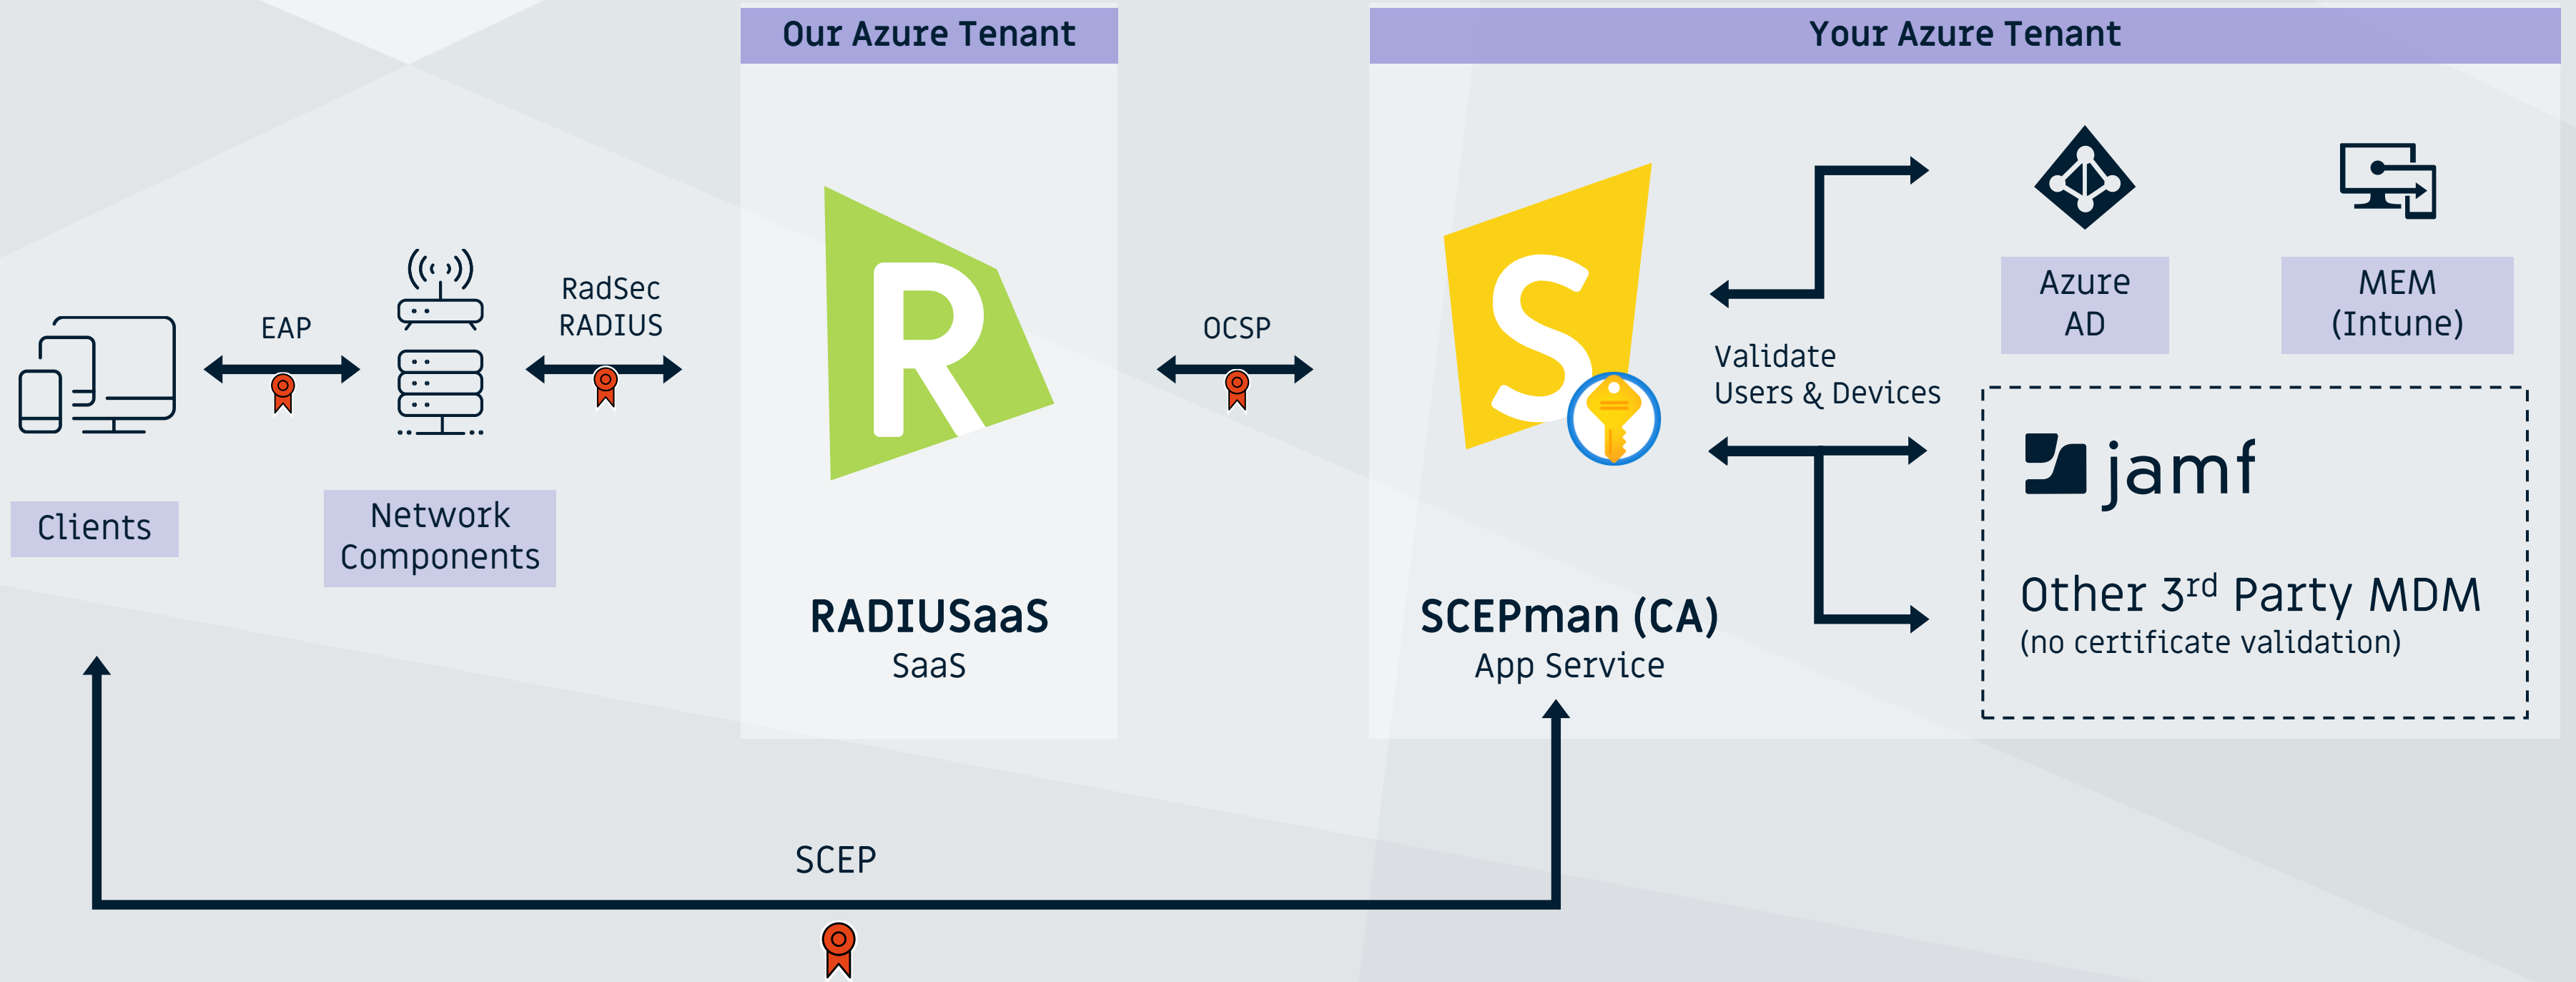 Our Azure Tenant
Your Azure Tenant
EAP
RadSec
RADIUS
OCSP
Azure
AD
MEM
(Intune)
Validate
Users & Devices
jamf
Clients
Network
Components
RADIUSaaS
SaaS
SCEPman (CA)
App Service
Other 3rd Party MDM
(no certificate validation)
SCEP